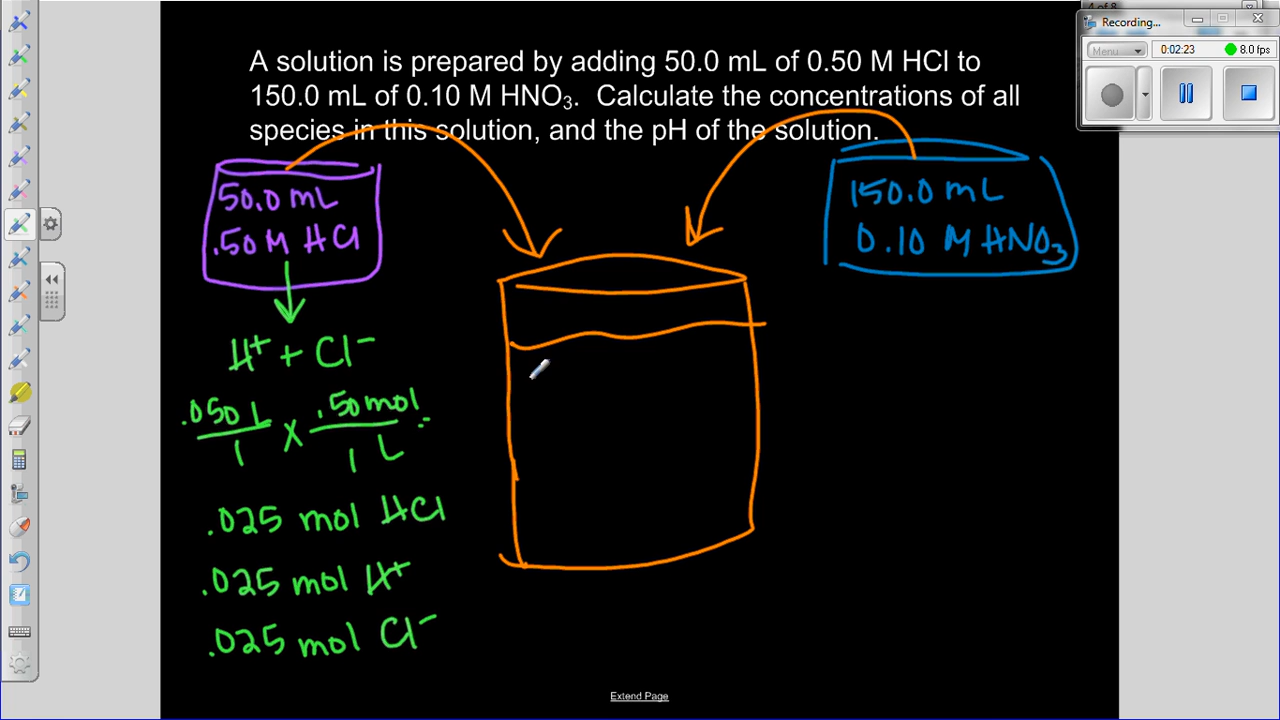 4 of 8
Recording...
Menu
0:02:23
8.0 fps
A solution is prepared by adding 50.0 mL of 0.50 M HCl to
150.0 mL of 0.10 M HNO₃. Calculate the concentrations of all
species in this solution, and the pH of the solution.
50.0 mL
.50 M HCl
150.0 mL
0.10 M HNO₃
H⁺ + Cl⁻
.050 L × .50 mol =
1 1 L
.025 mol HCl
.025 mol H⁺
.025 mol Cl⁻
Extend Page